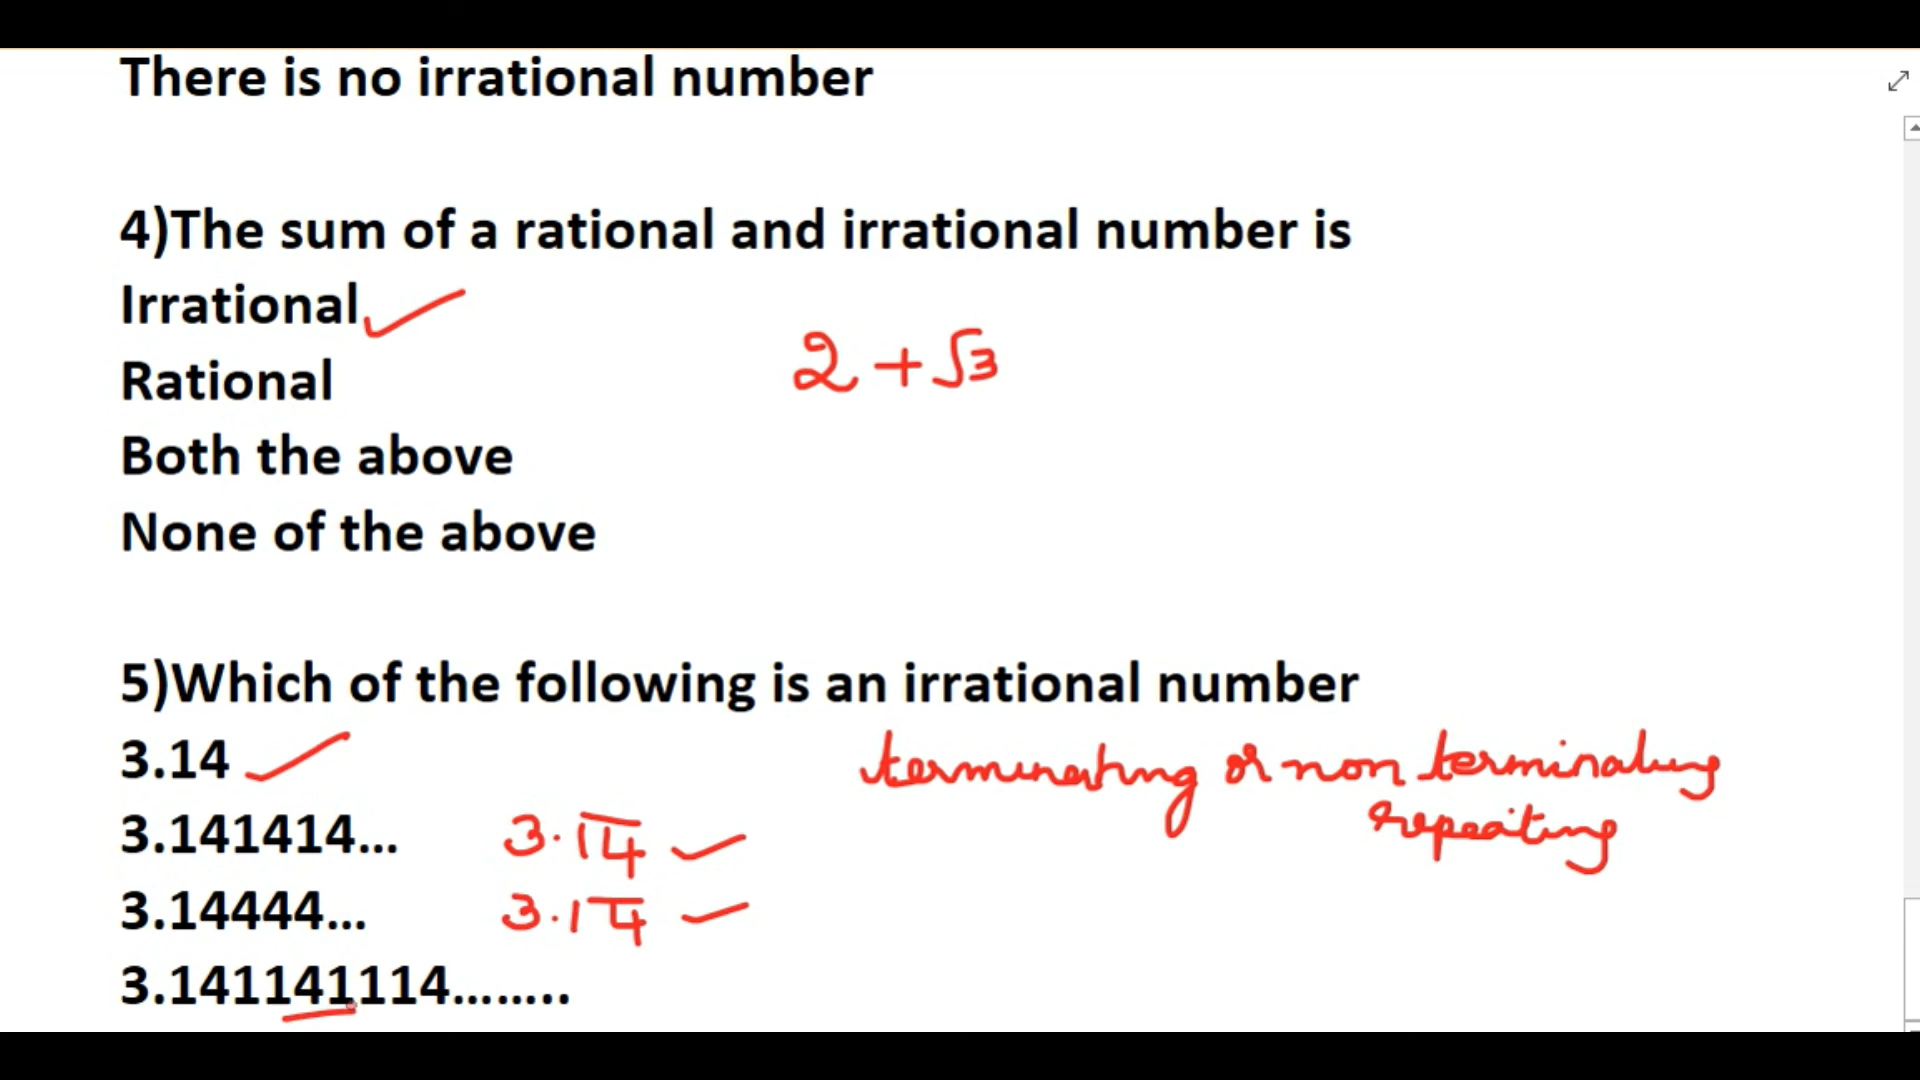 There is no irrational number
4)The sum of a rational and irrational number is
Irrational
Rational
2 + √3
Both the above
None of the above
5)Which of the following is an irrational number
3.14
terminating or non terminating
repeating
3.141414...
3.1̅4̅
3.14444...
3.14̅
3.141141114........